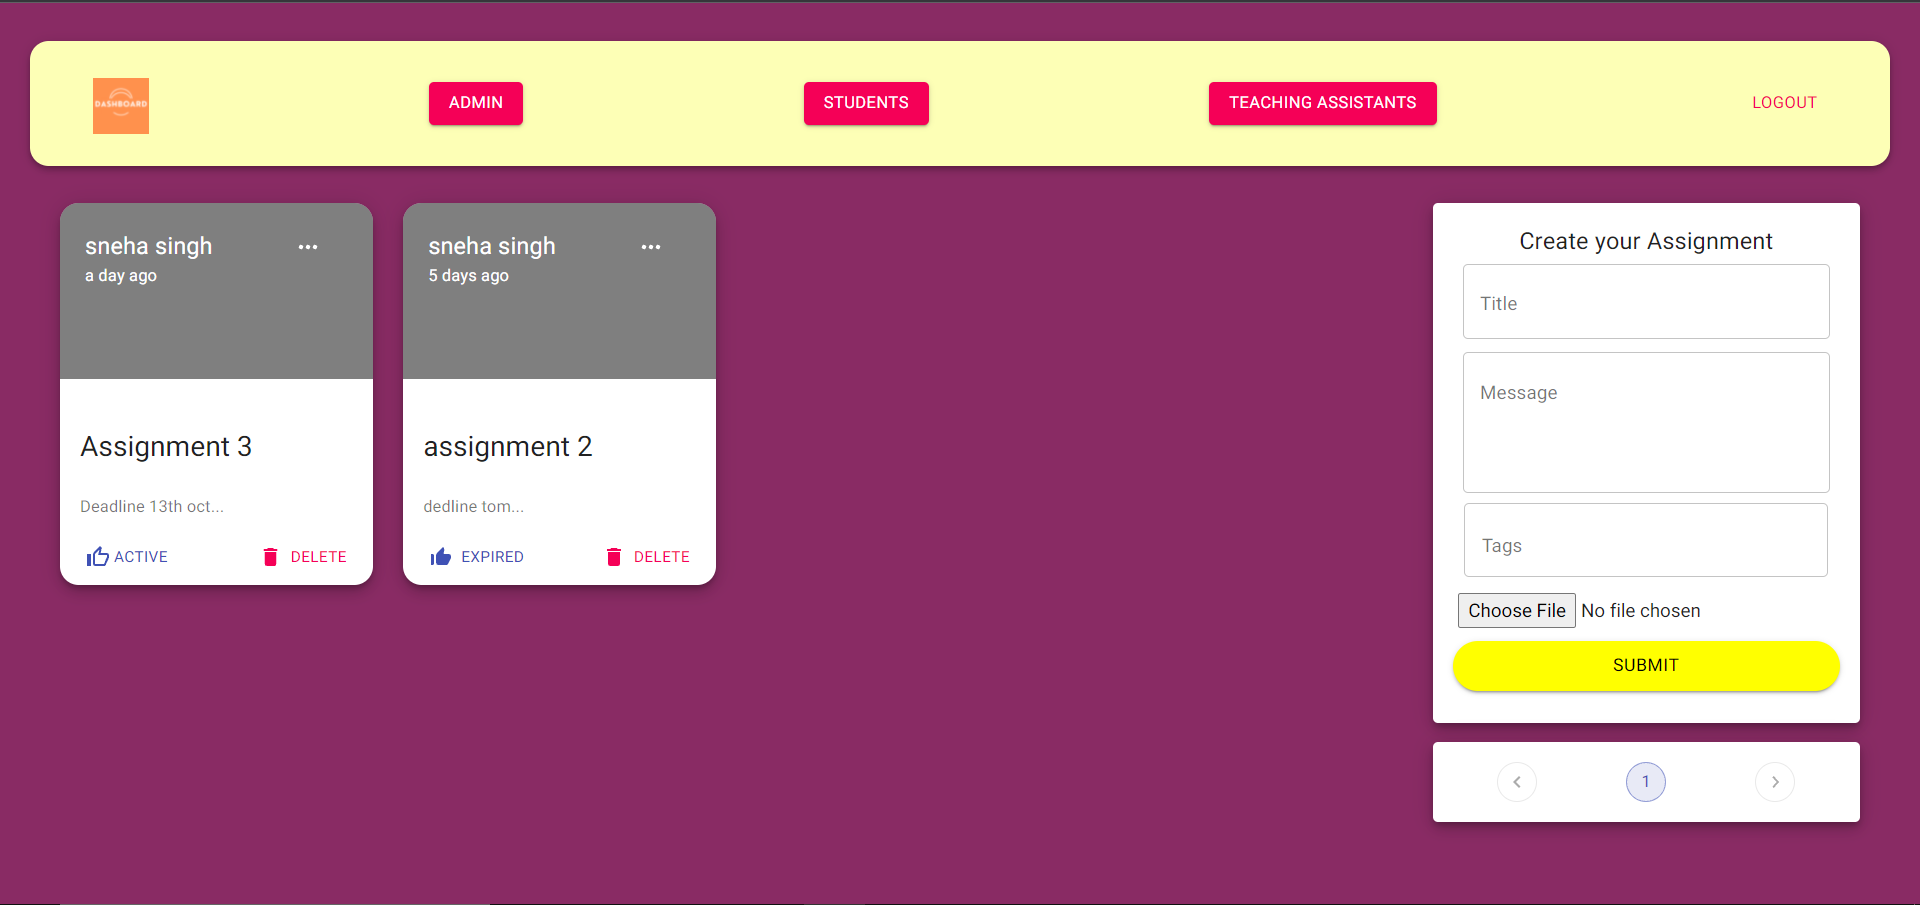 DASHBOARD
ADMIN
STUDENTS
TEACHING ASSISTANTS
LOGOUT
sneha singh
a day ago
Assignment 3
Deadline 13th oct...
ACTIVE
DELETE
sneha singh
5 days ago
assignment 2
dedline tom...
EXPIRED
DELETE
Create your Assignment
Title
Message
Tags
Choose File No file chosen
SUBMIT
1